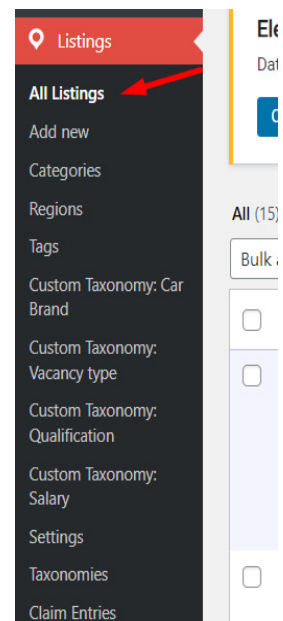 Listings
All Listings
Add new
Categories
Regions
Tags
Custom Taxonomy: Car
Brand
Custom Taxonomy:
Vacancy type
Custom Taxonomy:
Qualification
Custom Taxonomy:
Salary
Settings
Taxonomies
Claim Entries
All (15)
Bulk